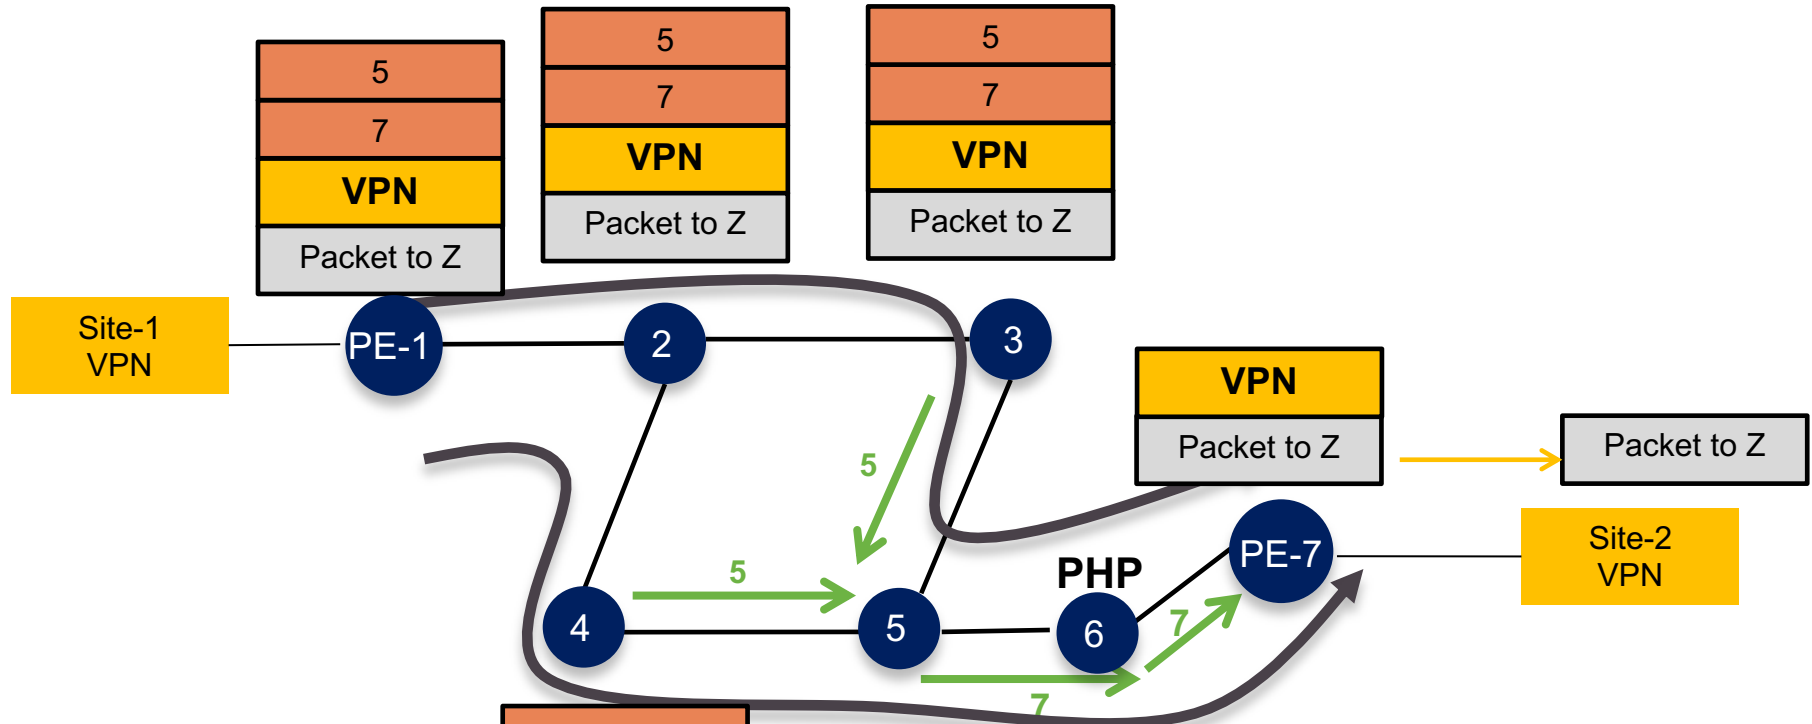 5
7
VPN
Packet to Z
5
7
VPN
Packet to Z
5
7
VPN
Packet to Z
Site-1
VPN
PE-1
2
3
VPN
Packet to Z
Packet to Z
5
5
PHP
PE-7
Site-2
VPN
4
5
6
7
7